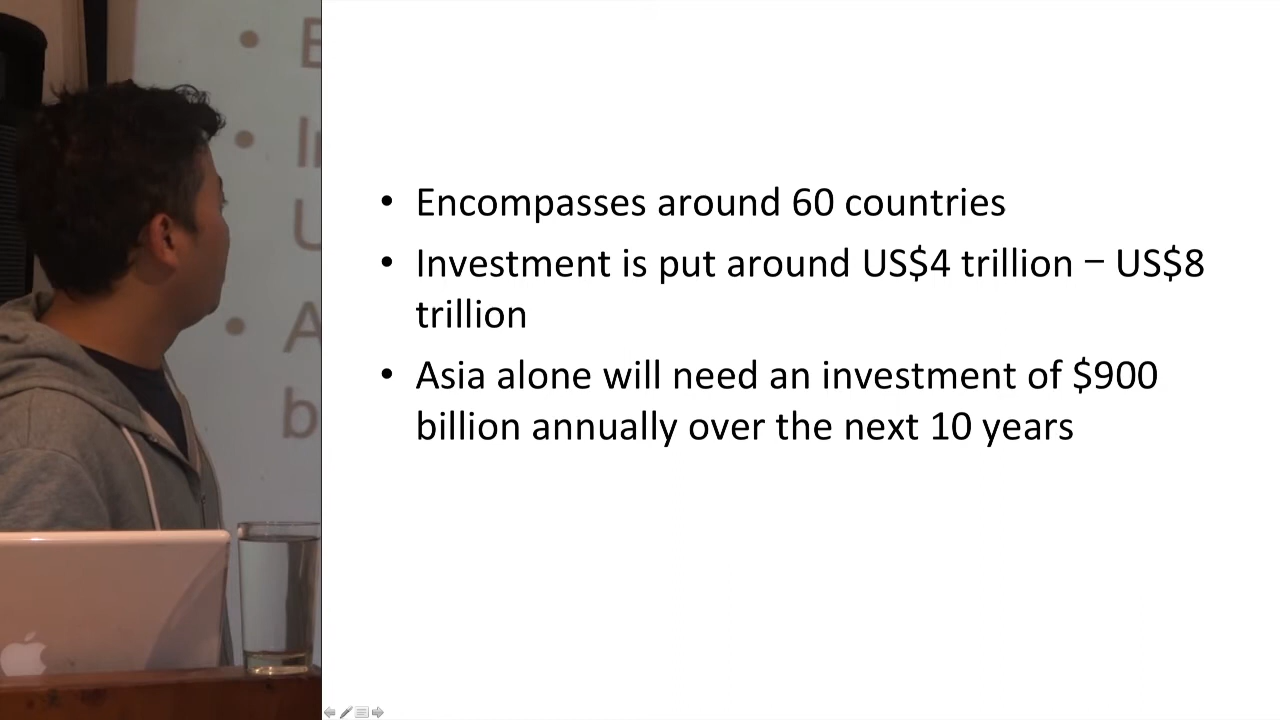 • Encompasses around 60 countries
• Investment is put around US$4 trillion – US$8
trillion
• Asia alone will need an investment of $900
billion annually over the next 10 years